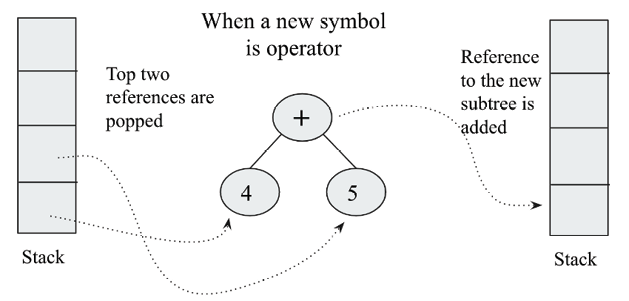 When a new symbol
is operator
Top two
references are
popped
Reference
to the new
subtree is
added
+
4
5
Stack
Stack